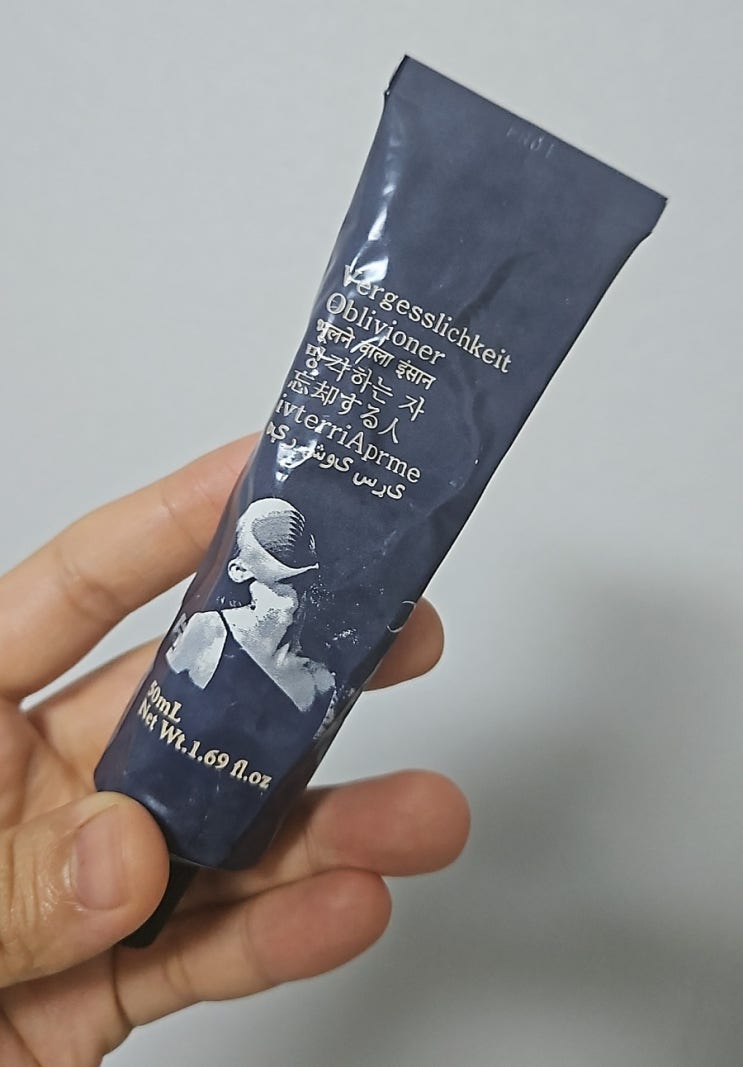 Vergesslichkeit
Oblivioner
भूलने वाला इंसान
망각하는 자
忘却する人
ivterriAprme
50mL
Net Wt.1.69 fl.oz